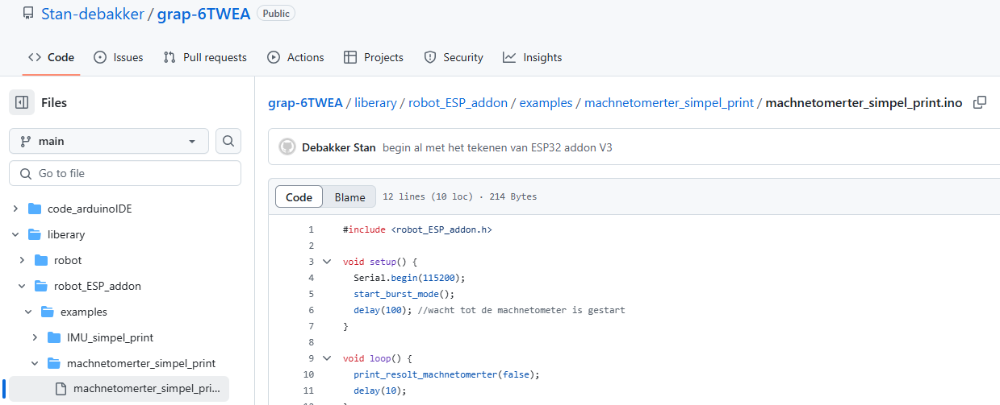 Stan-debakker / grap-6TWEA Public
Code Issues Pull requests Actions Projects Security Insights
Files
main
Go to file
code_arduinoIDE
liberary
robot
robot_ESP_addon
examples
IMU_simpel_print
machnetomerter_simpel_print
machnetomerter_simpel_pri...
grap-6TWEA / liberary / robot_ESP_addon / examples / machnetomerter_simpel_print / machnetomerter_simpel_print.ino
Debakker Stan begin al met het tekenen van ESP32 addon V3
Code Blame 12 lines (10 loc) · 214 Bytes
1 #include <robot_ESP_addon.h>
2
3 void setup() {
4 Serial.begin(115200);
5 start_burst_mode();
6 delay(100); //wacht tot de machnetometer is gestart
7 }
8
9 void loop() {
10 print_resolt_machnetomerter(false);
11 delay(10);